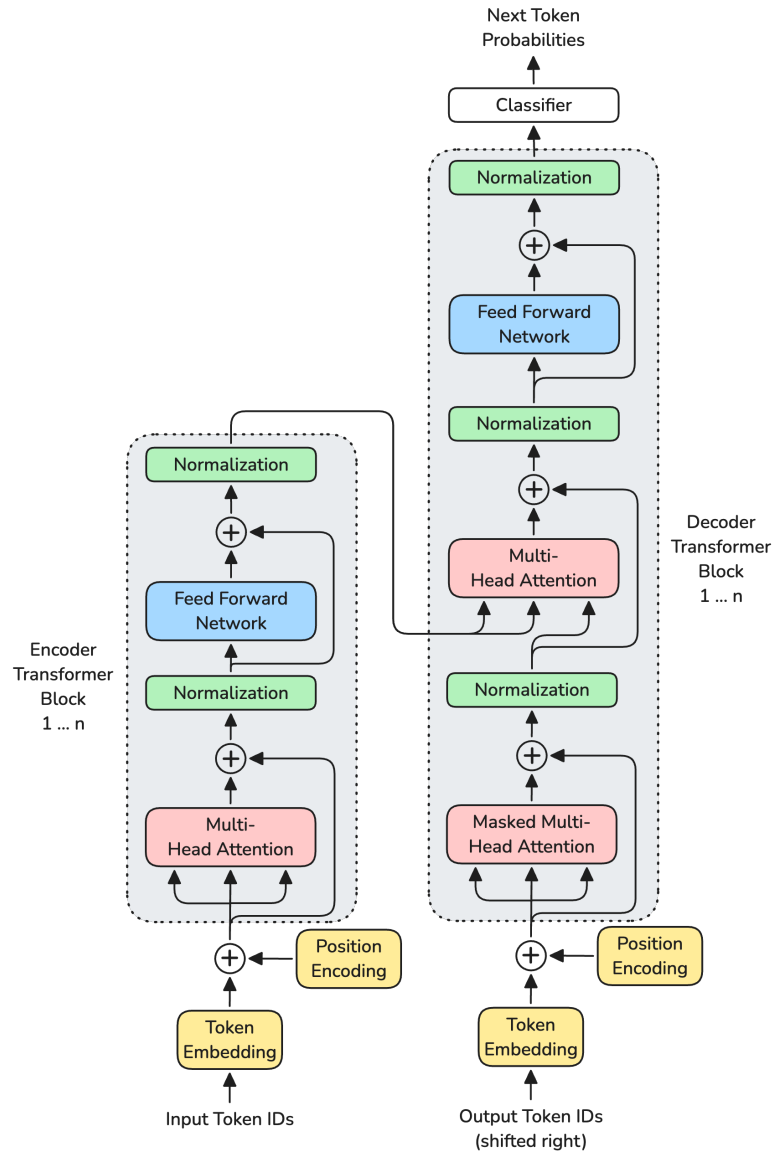 Next Token
Probabilities
Classifier
Normalization
+
Feed Forward
Network
Normalization
+
Multi-
Head Attention
Normalization
+
Masked Multi-
Head Attention
+
Position
Encoding
Token
Embedding
Output Token IDs
(shifted right)
Decoder
Transformer
Block
1 ... n
Normalization
+
Feed Forward
Network
Normalization
+
Multi-
Head Attention
+
Position
Encoding
Token
Embedding
Input Token IDs
Encoder
Transformer
Block
1 ... n